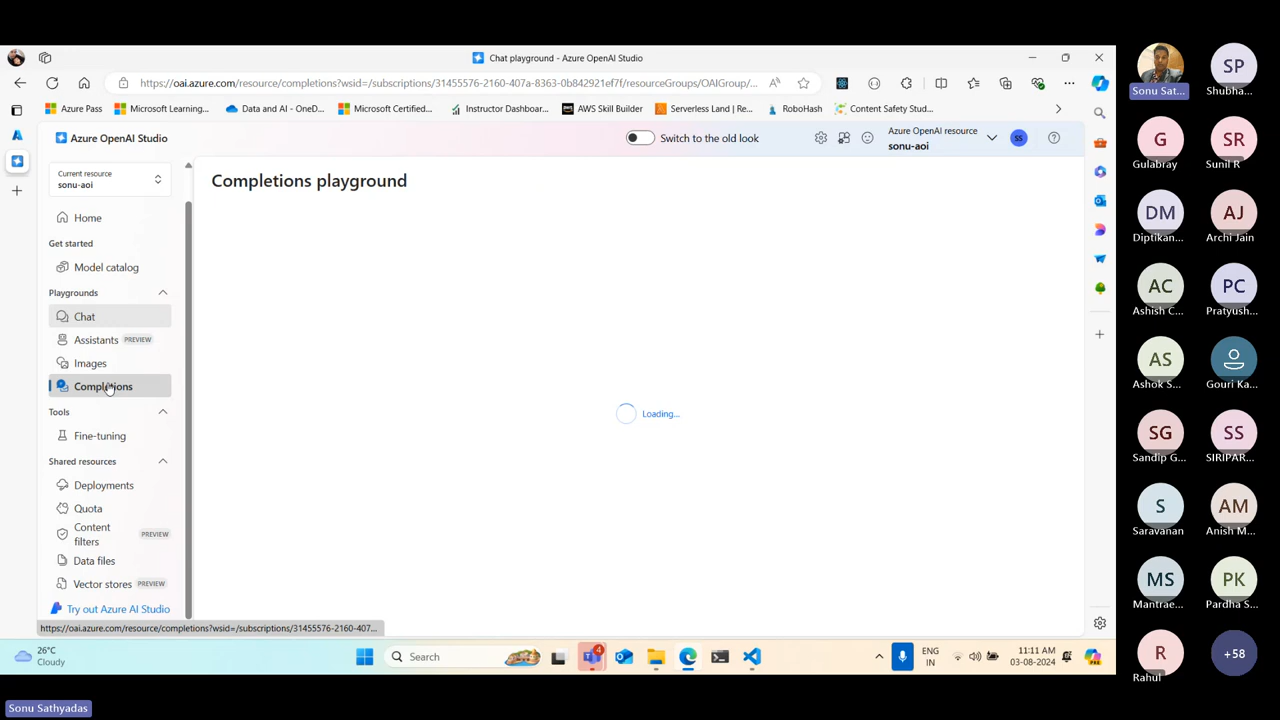 Chat playground - Azure OpenAI Studio
https://oai.azure.com/resource/completions?wsid=/subscriptions/31455576-2160-407a-8363-0b842921ef7f/resourceGroups/OAIGroup/...
Azure Pass
Microsoft Learning...
Data and AI - OneD...
Microsoft Certified...
Instructor Dashboar...
AWS Skill Builder
Serverless Land | Re...
RoboHash
Content Safety Stud...
Azure OpenAI Studio
Switch to the old look
Azure OpenAI resource
sonu-aoi
SS
Current resource
sonu-aoi
Home
Get started
Model catalog
Playgrounds
Chat
Assistants PREVIEW
Images
Completions
Tools
Fine-tuning
Shared resources
Deployments
Quota
Content
filters PREVIEW
Data files
Vector stores PREVIEW
Try out Azure AI Studio
Completions playground
Loading...
https://oai.azure.com/resource/completions?wsid=/subscriptions/31455576-2160-407...
26°C
Cloudy
Search
4
ENG
IN
11:11 AM
03-08-2024
Sonu Sathyadas
Sonu Sat...
SP
Shubha...
G
Gulabray
SR
Sunil R
DM
Diptikan...
AJ
Archi Jain
AC
Ashish C...
PC
Pratyush...
AS
Ashok S...
Gouri Ka...
SG
Sandip G...
SS
SIRIPAR...
S
Saravanan
AM
Anish M...
MS
Mantrae...
PK
Pardha S...
R
Rahul
+58